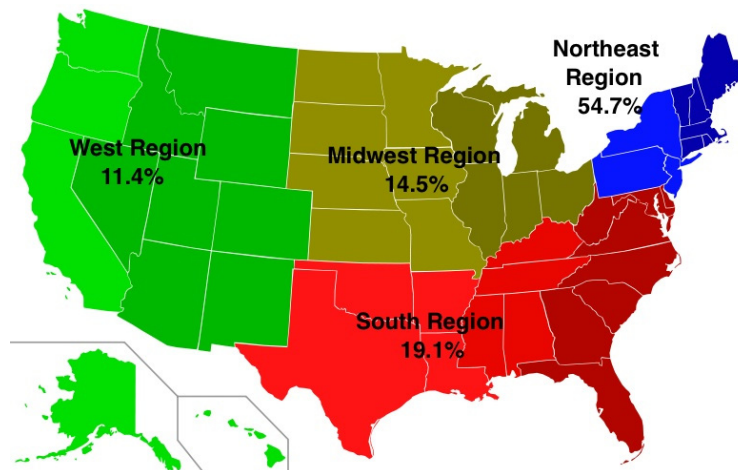 Northeast
Region
54.7%
West Region
11.4%
Midwest Region
14.5%
South Region
19.1%